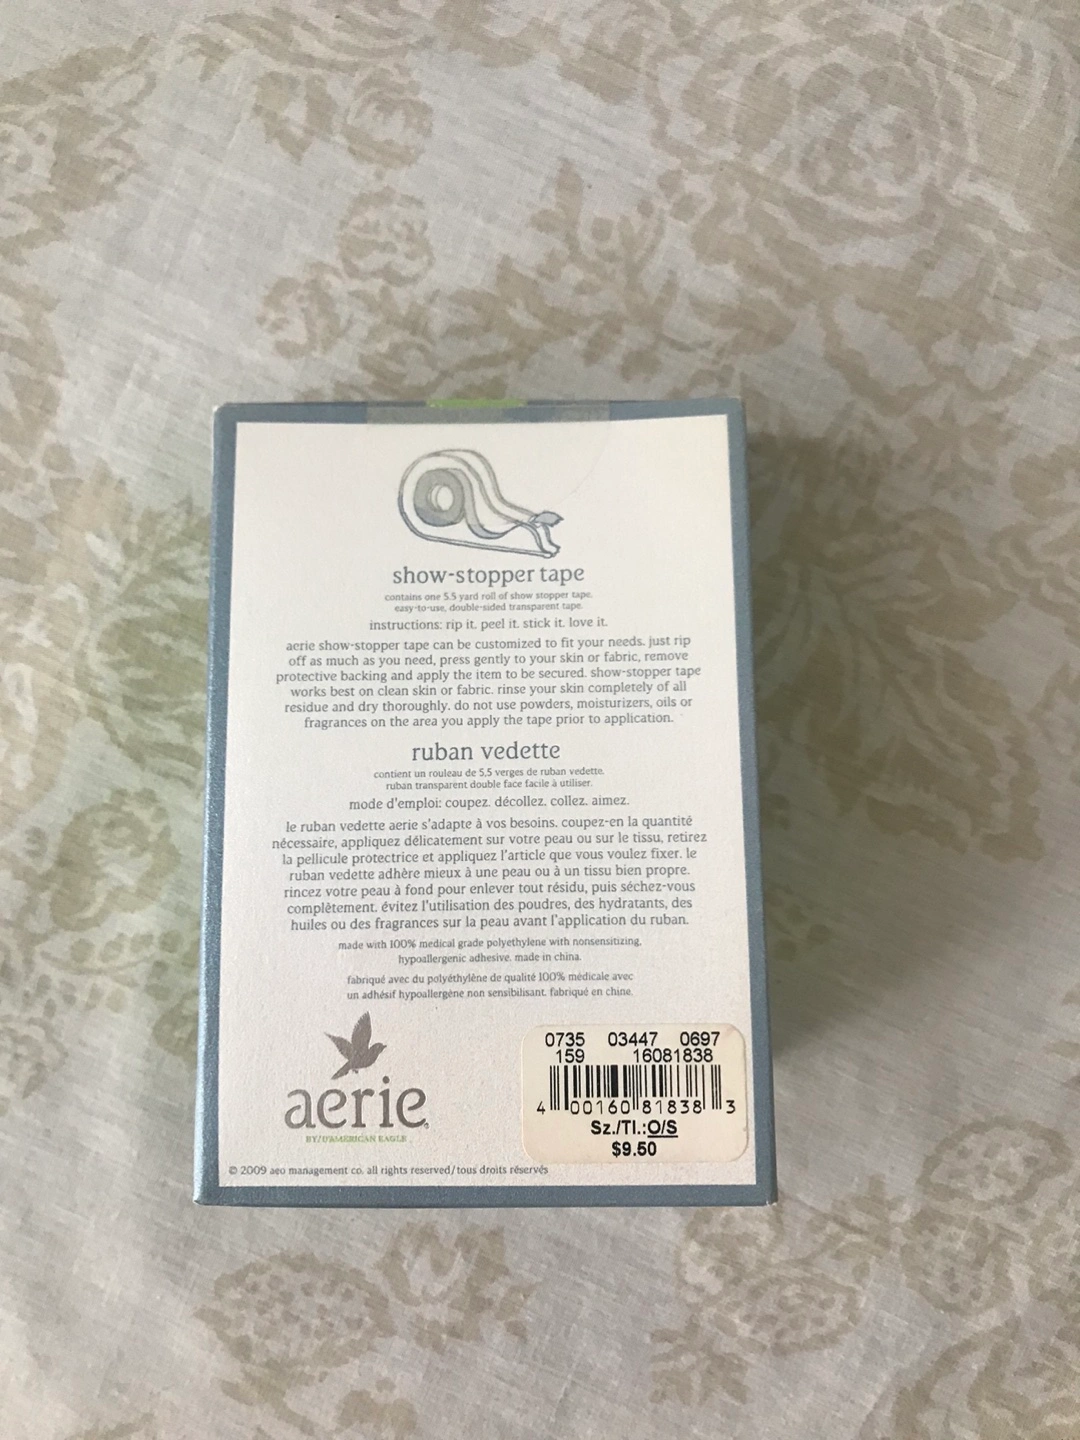 show-stopper tape
contains one 5.5 yard roll of show stopper tape.
easy-to-use, double-sided transparent tape.
instructions: rip it. peel it. stick it. love it.
aerie show-stopper tape can be customized to fit your needs. just rip
off as much as you need, press gently to your skin or fabric, remove
protective backing and apply the item to be secured. show-stopper tape
works best on clean skin or fabric. rinse your skin completely of all
residue and dry thoroughly. do not use powders, moisturizers, oils or
fragrances on the area you apply the tape prior to application.
ruban vedette
contient un rouleau de 5,5 verges de ruban vedette.
ruban transparent double face facile à utiliser.
mode d'emploi: coupez. décollez. collez. aimez.
le ruban vedette aerie s'adapte à vos besoins. coupez-en la quantité
nécessaire, appliquez délicatement sur votre peau ou sur le tissu, retirez
la pellicule protectrice et appliquez l'article que vous voulez fixer. le
ruban vedette adhère mieux à une peau ou à un tissu bien propre.
rincez votre peau à fond pour enlever tout résidu, puis séchez-vous
complètement. évitez l'utilisation des poudres, des hydratants, des
huiles ou des fragrances sur la peau avant l'application du ruban.
made with 100% medical grade polyethylene with nonsensitizing,
hypoallergenic adhesive. made in china.
fabriqué avec du polyéthylène de qualité 100% médicale avec
un adhésif hypoallergène non sensibilisant. fabriqué en chine.
aerie
BY/D'AMERICAN EAGLE
© 2009 aeo management co. all rights reserved/tous droits réservés
0735 03447 0697
159 16081838
4 00160 81838 3
Sz./Tl.:O/S
$9.50